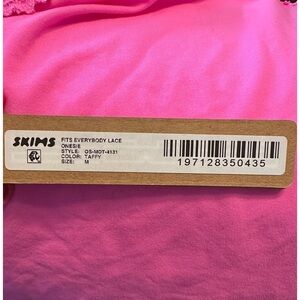 SKIMS
FITS EVERYBODY LACE
ONESIE
STYLE: OS-MOT-4131
COLOR: TAFFY
SIZE: M
197128350435